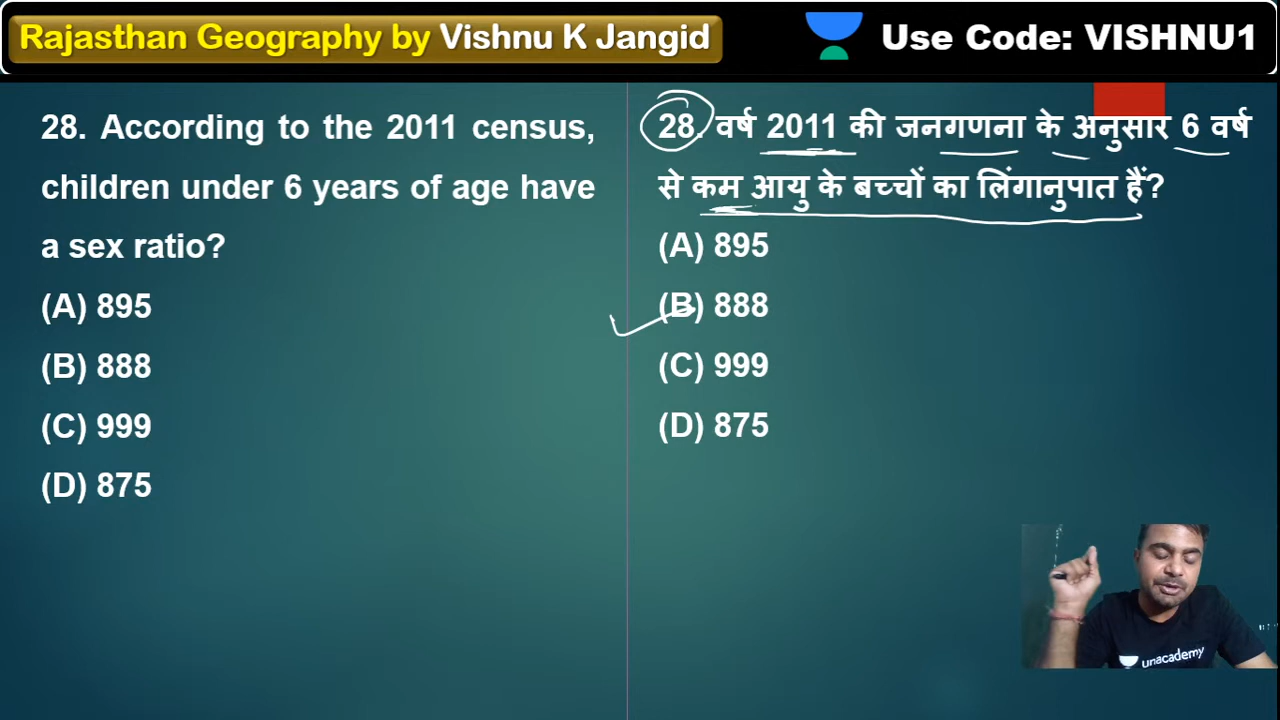 Rajasthan Geography by Vishnu K Jangid
Use Code: VISHNU1
28. According to the 2011 census,
children under 6 years of age have
a sex ratio?
(A) 895
(B) 888
(C) 999
(D) 875
28. वर्ष 2011 की जनगणना के अनुसार 6 वर्ष
से कम आयु के बच्चों का लिंगानुपात हैं?
(A) 895
(B) 888
(C) 999
(D) 875
unacademy